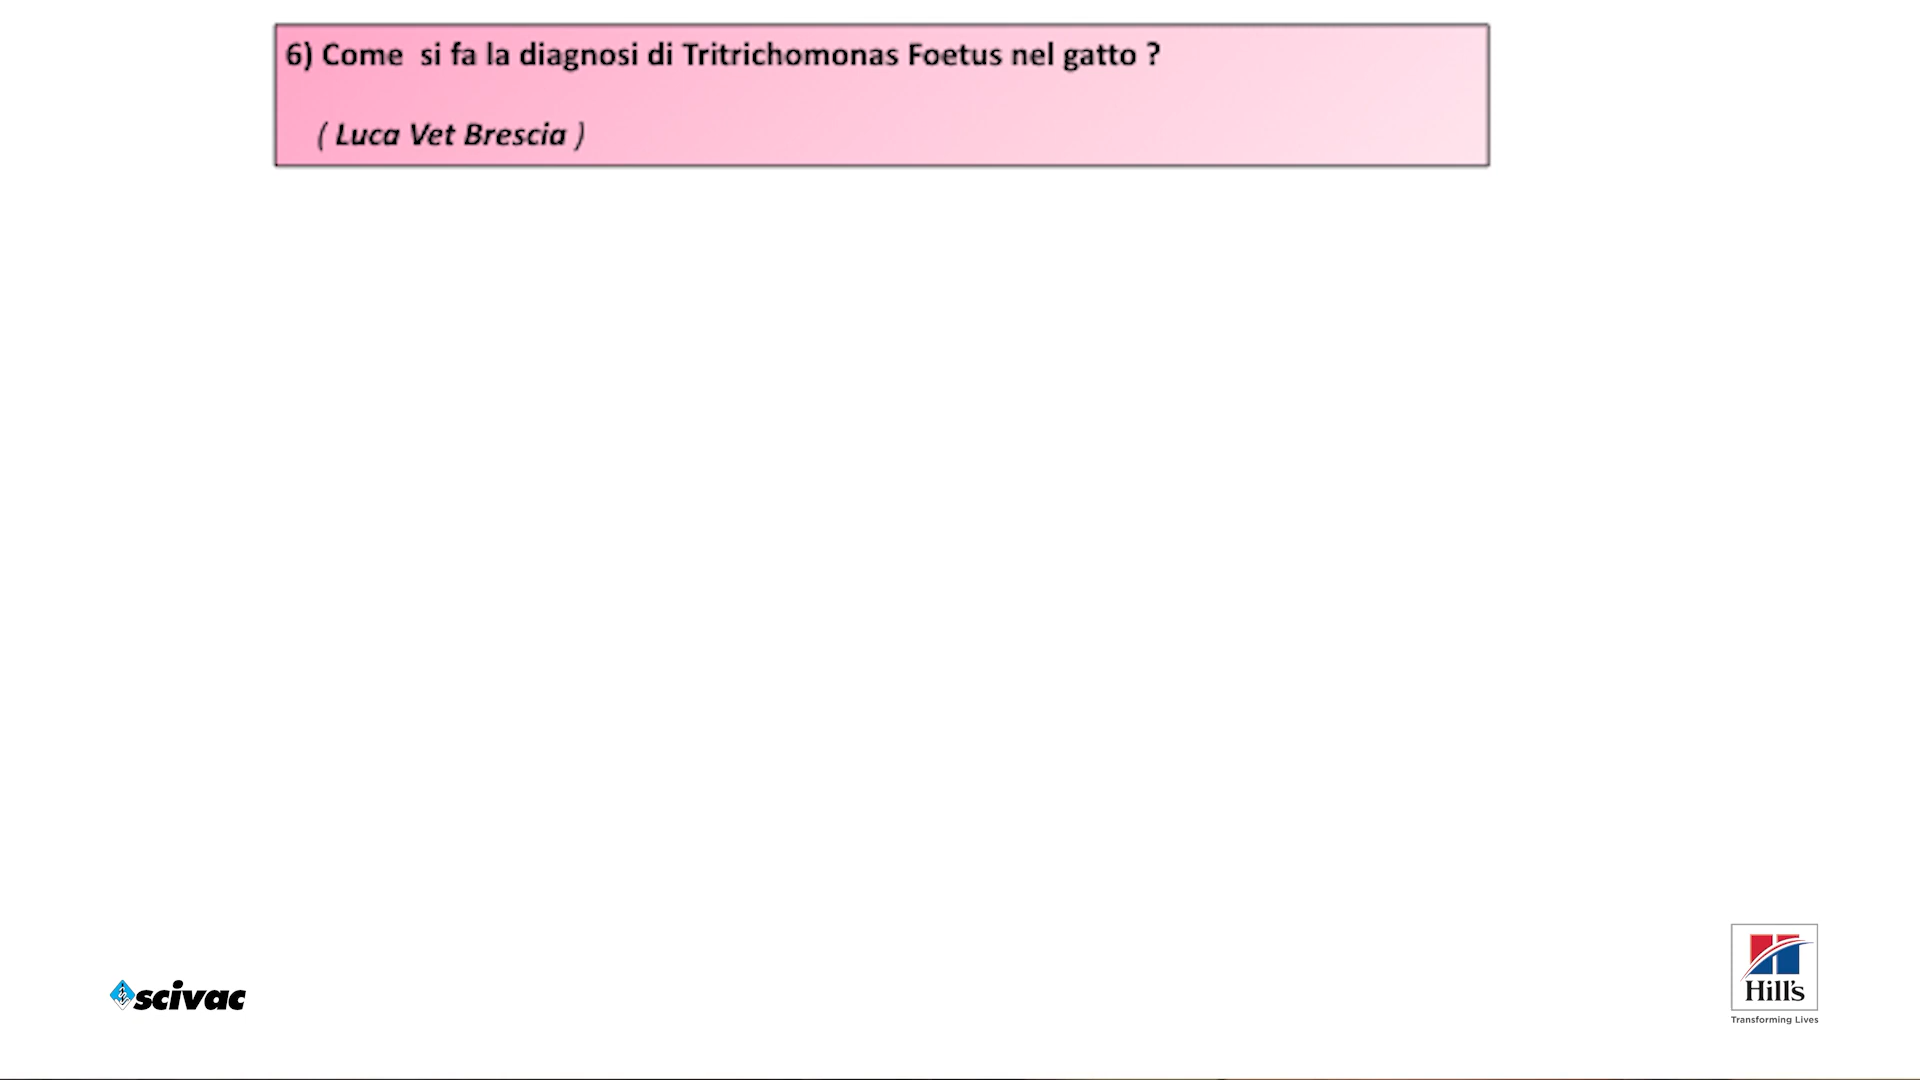 6) Come  si fa la diagnosi di Tritrichomonas Foetus nel gatto ?
( Luca Vet Brescia )
scivac
Hill's
Transforming Lives